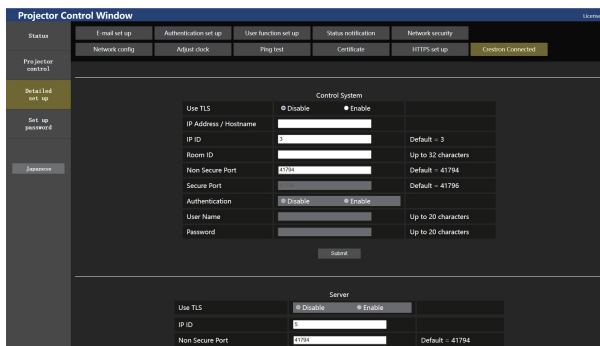 Projector Control Window
License
Status
E-mail set up
Authentication set up
User function set up
Status notification
Network security
Network config
Adjust clock
Ping test
Certificate
HTTPS set up
Crestron Connected
Projector
control
Detailed
set up
Set up
password
Japanese
Control System
Use TLS Disable Enable
IP Address / Hostname
IP ID 3 Default = 3
Room ID Up to 32 characters
Non Secure Port 41794 Default = 41794
Secure Port Default = 41796
Authentication Disable Enable
User Name Up to 20 characters
Password Up to 20 characters
Submit
Server
Use TLS Disable Enable
IP ID 5
Non Secure Port 41794 Default = 41794